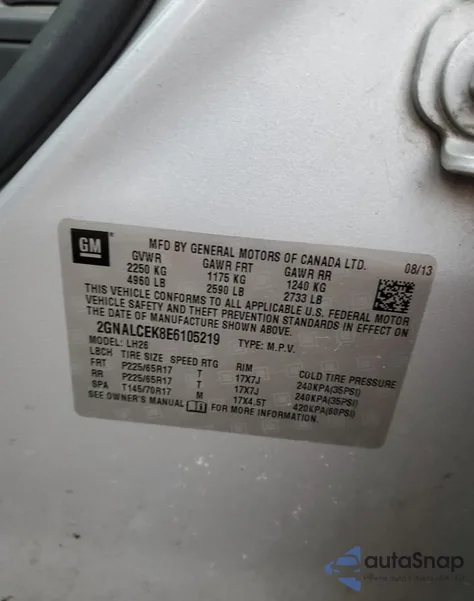 GM
MFD BY GENERAL MOTORS OF CANADA LTD.
08/13
GVWR GAWR FRT GAWR RR
2250 KG 1175 KG 1240 KG
4960 LB 2590 LB 2733 LB
THIS VEHICLE CONFORMS TO ALL APPLICABLE U.S. FEDERAL MOTOR
VEHICLE SAFETY AND THEFT PREVENTION STANDARDS IN EFFECT ON
THE DATE OF MANUFACTURE SHOWN ABOVE.
2GNALCEK8E6105219 TYPE: M.P.V.
MODEL: LH26
LBCH TIRE SIZE SPEED RTG RIM COLD TIRE PRESSURE
FRT P225/65R17 T 17X7J 240KPA(35PSI)
RR P225/65R17 T 17X7J 240KPA(35PSI)
SPA T145/70R17 M 17X4.5T 420KPA(60PSI)
SEE OWNER'S MANUAL FOR MORE INFORMATION.
autoSnap